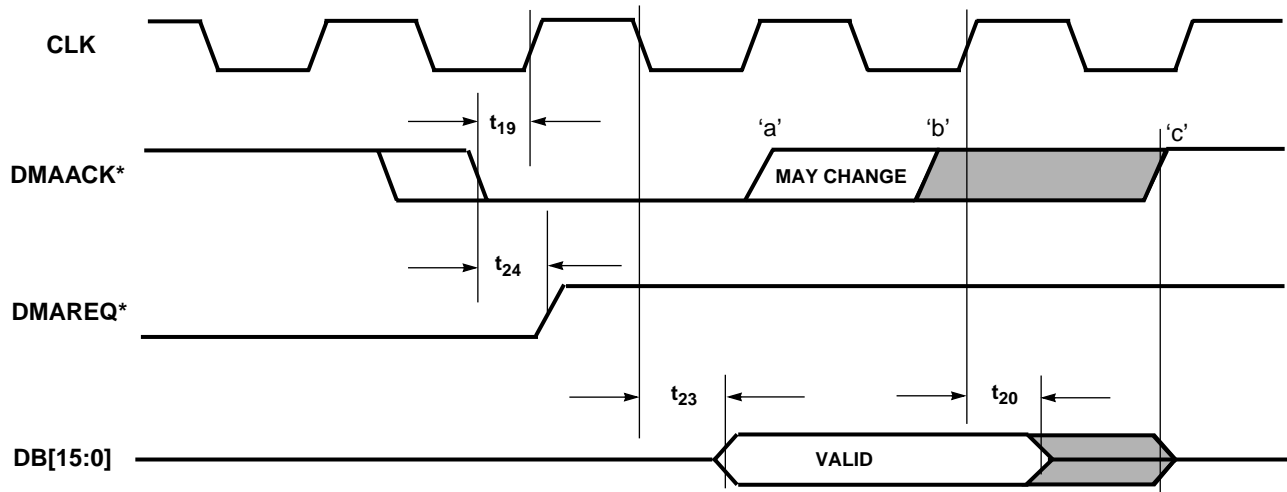 CLK
t19
DMAACK*
'a'
'b'
'c'
MAY CHANGE
t24
DMAREQ*
t23
t20
DB[15:0]
VALID